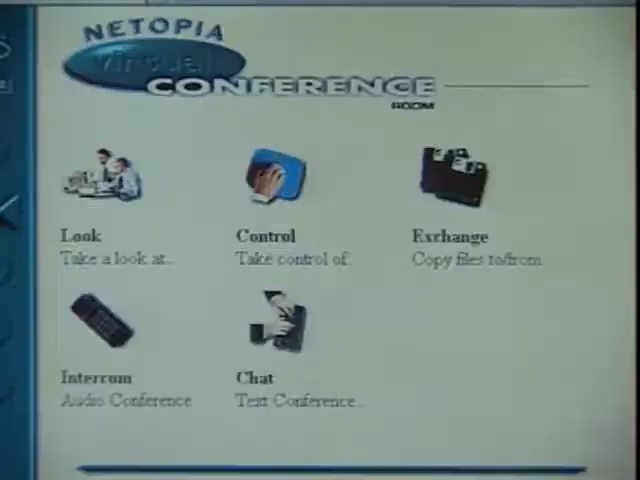 NETOPIA
virtual
CONFERENCE
ROOM
Look
Control
Exchange
Take a look at...
Take control of
Copy files to/from
Intercom
Chat
Audio Conference
Text Conference...